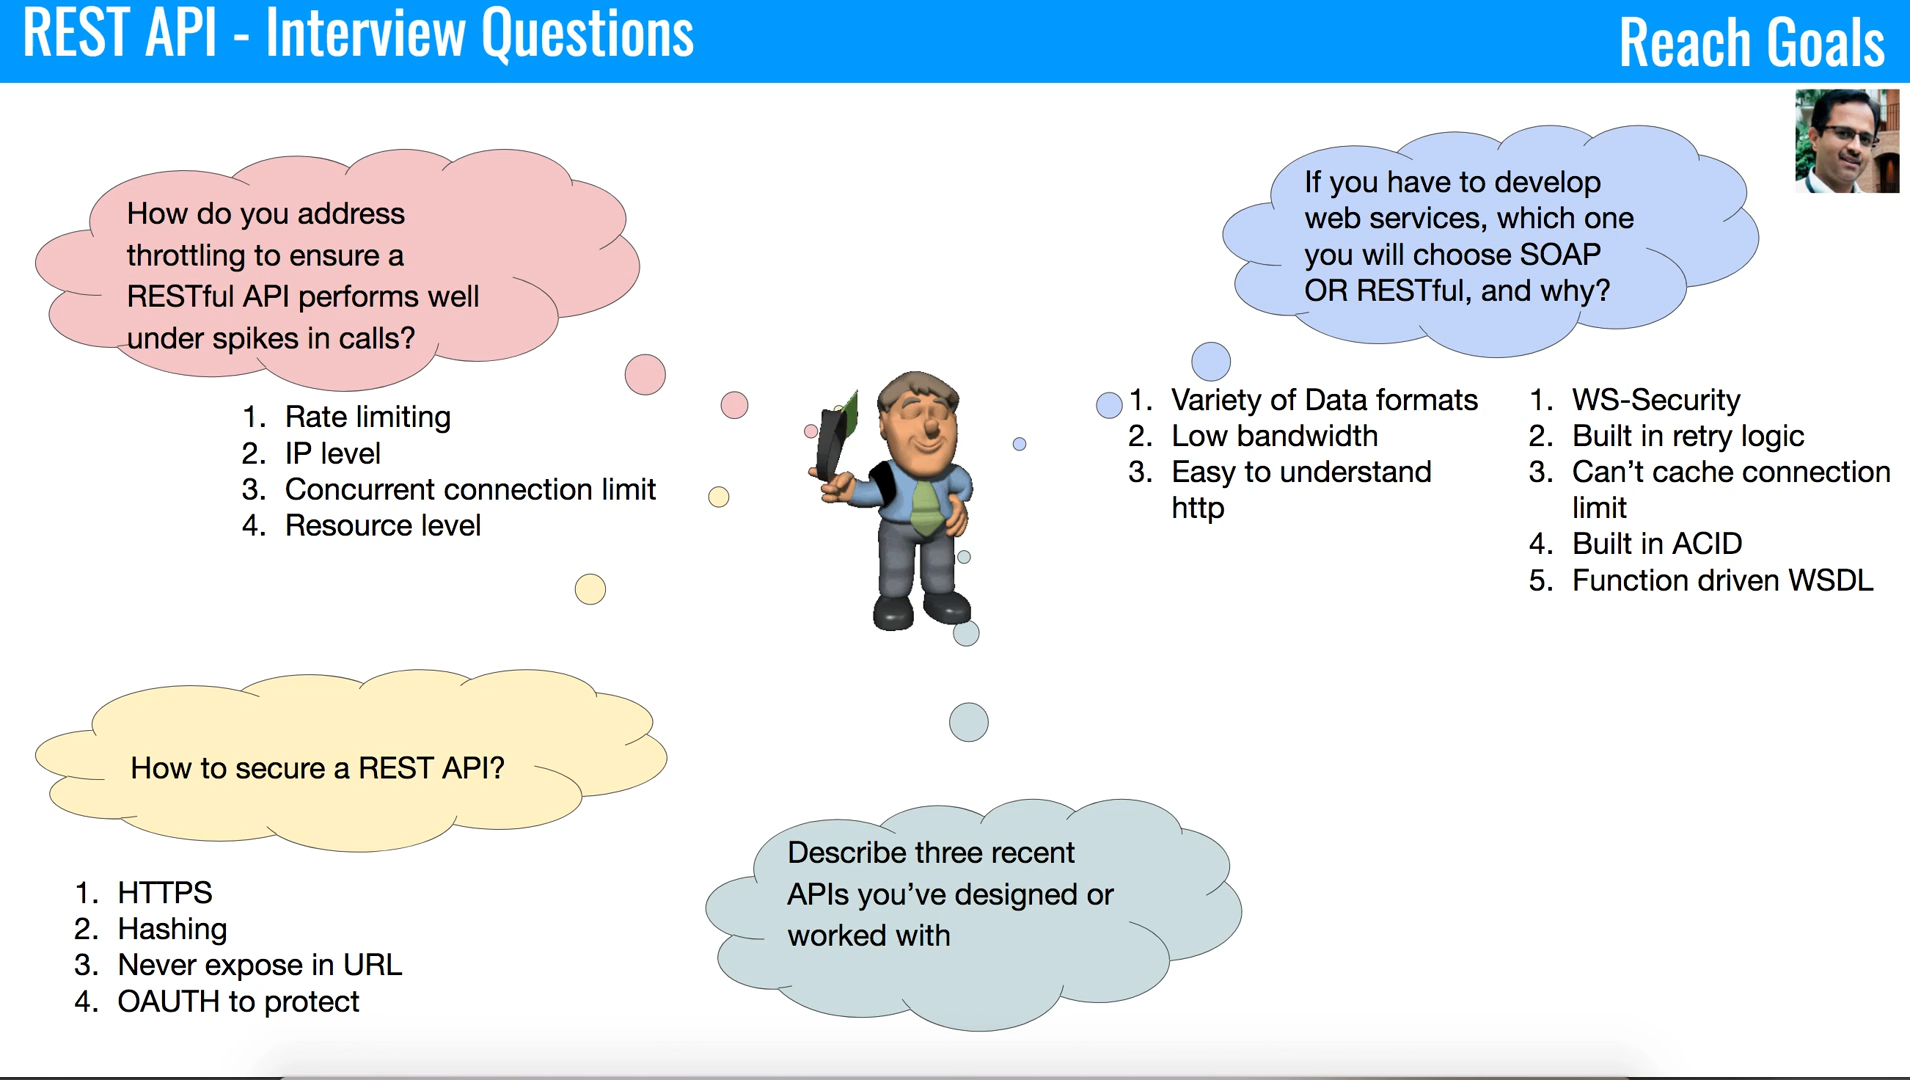 REST API - Interview Questions
Reach Goals
How do you address
throttling to ensure a
RESTful API performs well
under spikes in calls?
1. Rate limiting
2. IP level
3. Concurrent connection limit
4. Resource level
If you have to develop
web services, which one
you will choose SOAP
OR RESTful, and why?
1. Variety of Data formats
2. Low bandwidth
3. Easy to understand
http
1. WS-Security
2. Built in retry logic
3. Can’t cache connection
limit
4. Built in ACID
5. Function driven WSDL
How to secure a REST API?
1. HTTPS
2. Hashing
3. Never expose in URL
4. OAUTH to protect
Describe three recent
APIs you’ve designed or
worked with